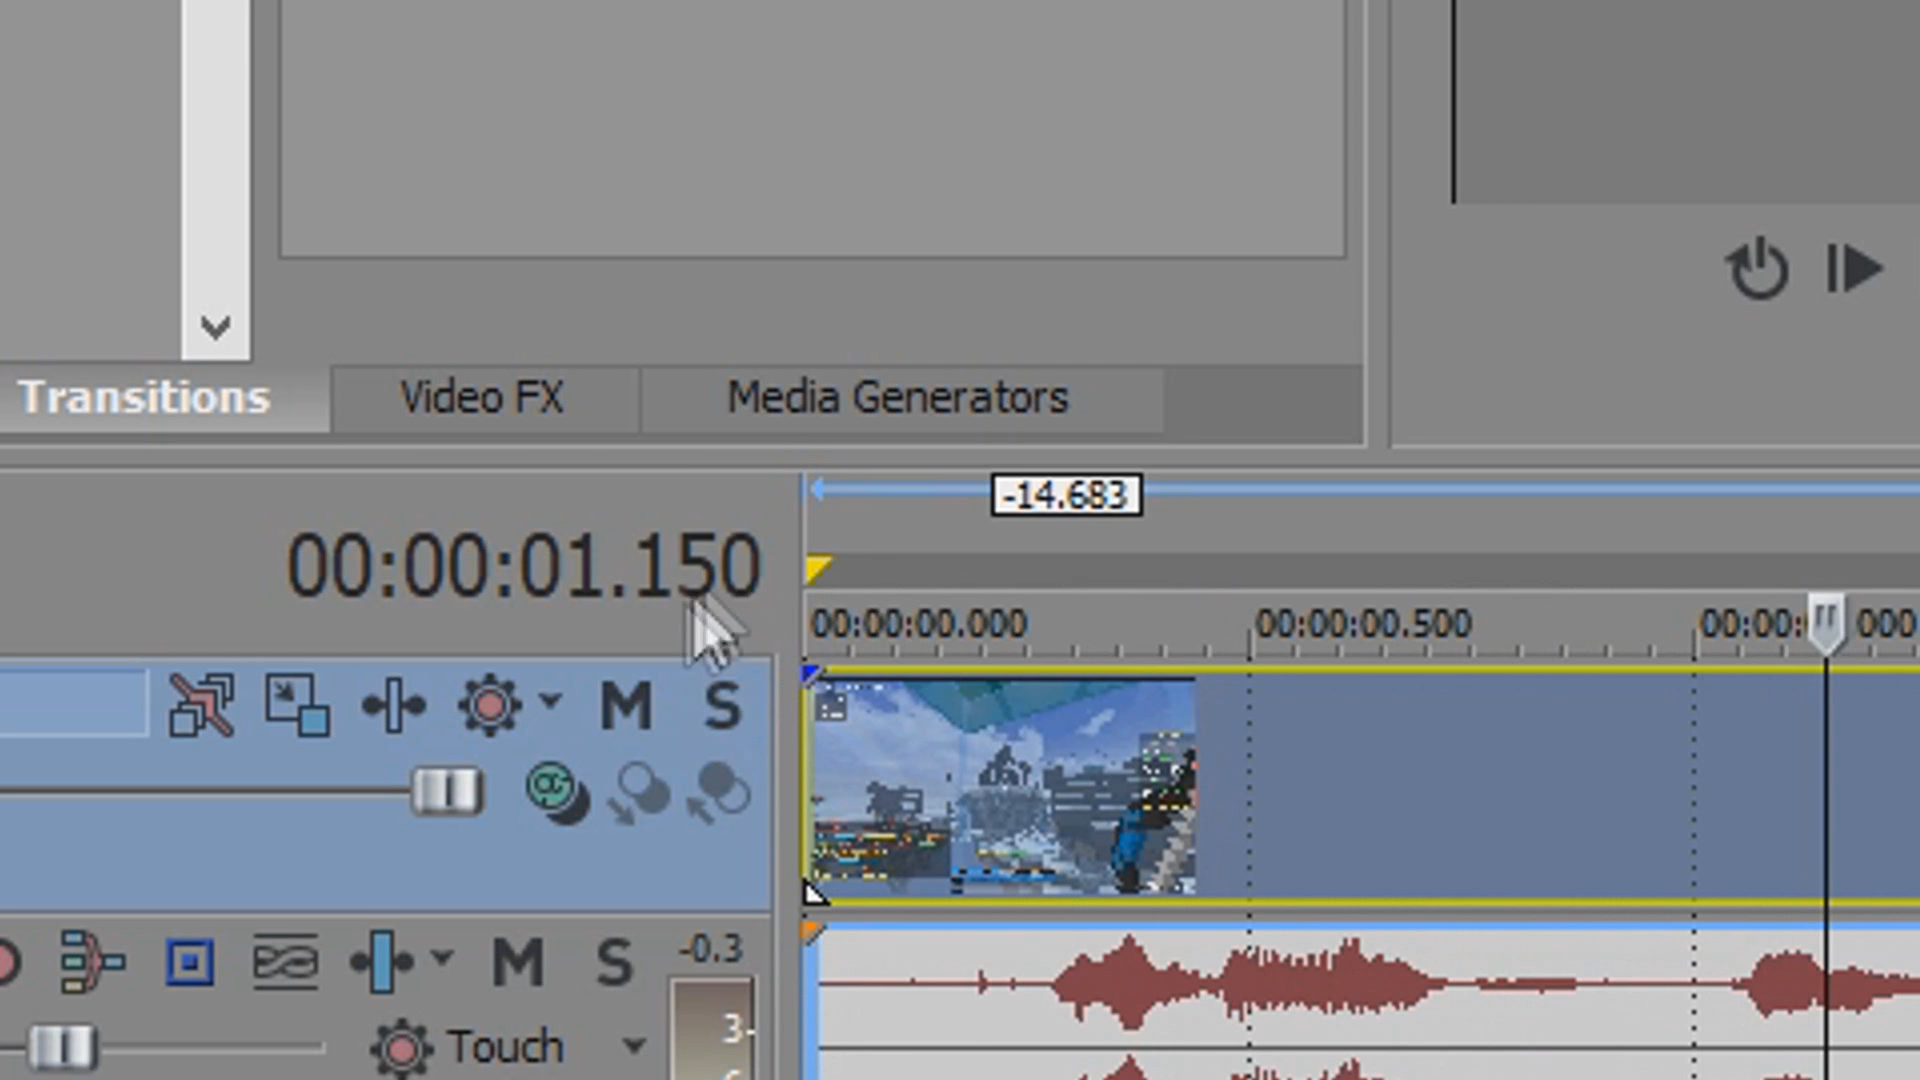 Transitions Video FX Media Generators
-14.683
00:00:01.150
00:00:00.000 00:00:00.500 00:00: 000
M S
M S -0.3
3-
Touch